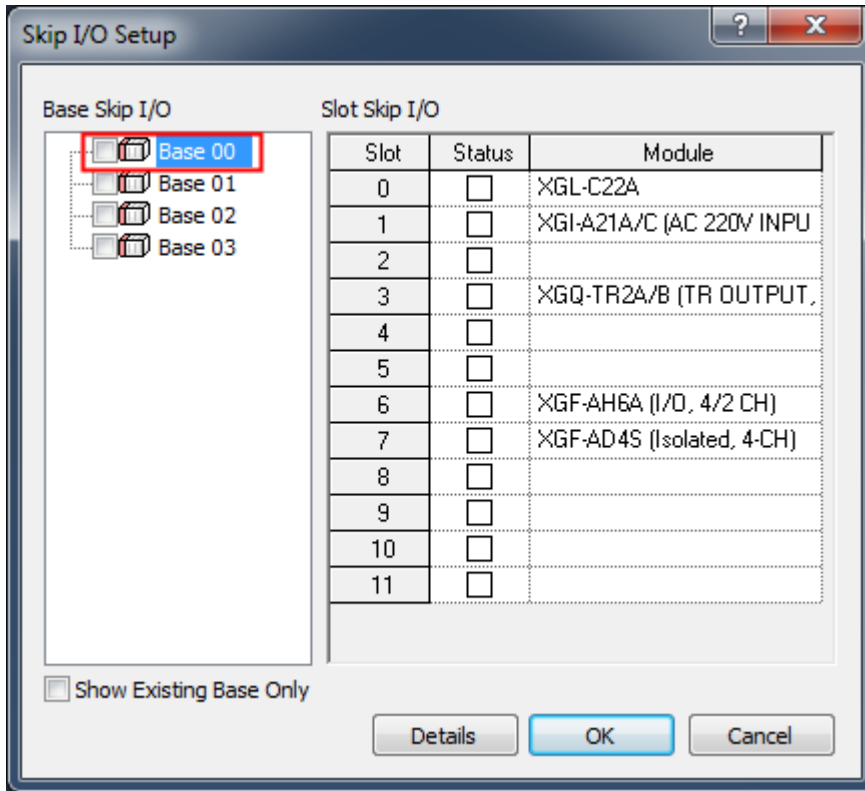 Skip I/O Setup
Base Skip I/O
Base 00
Base 01
Base 02
Base 03
Show Existing Base Only
Slot Skip I/O
Slot Status Module
0 XGL-C22A
1 XGI-A21A/C (AC 220V INPU
2
3 XGQ-TR2A/B (TR OUTPUT,
4
5
6 XGF-AH6A (I/O, 4/2 CH)
7 XGF-AD4S (Isolated, 4-CH)
8
9
10
11
Details OK Cancel